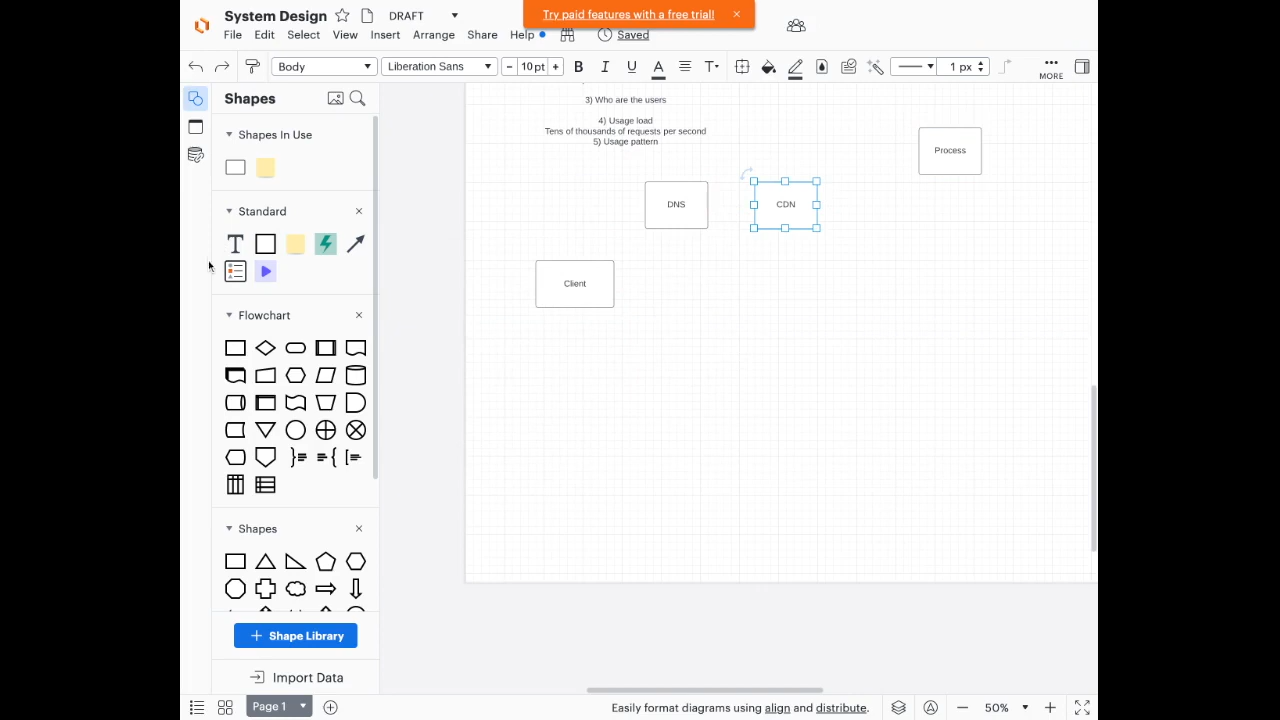 System Design
DRAFT
Try paid features with a free trial!
File
Edit
Select
View
Insert
Arrange
Share
Help
Saved
Body
Liberation Sans
10 pt
B
I
U
A
T
1 px
MORE
Shapes
Shapes In Use
Standard
T
Flowchart
Shapes
Shape Library
Import Data
3) Who are the users
4) Usage load
Tens of thousands of requests per second
5) Usage pattern
Process
DNS
CDN
Client
Page 1
Easily format diagrams using align and distribute.
50%